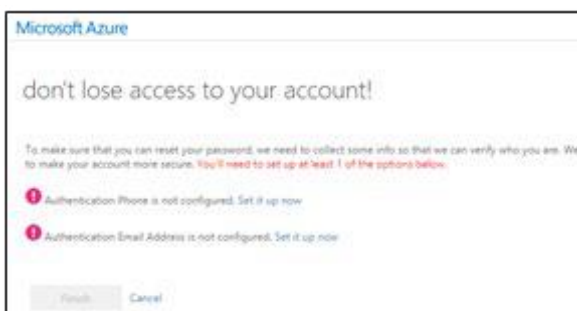 Microsoft Azure
don't lose access to your account!
To make sure that you can reset your password, we need to collect some info so that we can verify who you are. We
to make your account more secure. You'll need to set up at least 1 of the options below.
Authentication Phone is not configured. Set it up now
Authentication Email Address is not configured. Set it up now
Finish Cancel